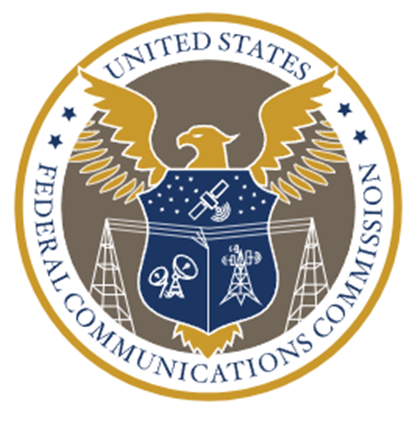 UNITED STATES
FEDERAL COMMUNICATIONS COMMISSION